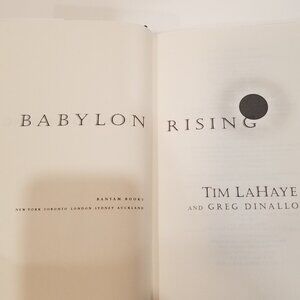 BABYLON RISING
BANTAM BOOKS
NEW YORK TORONTO LONDON SYDNEY AUCKLAND
TIM LAHAYE
AND GREG DINALLO